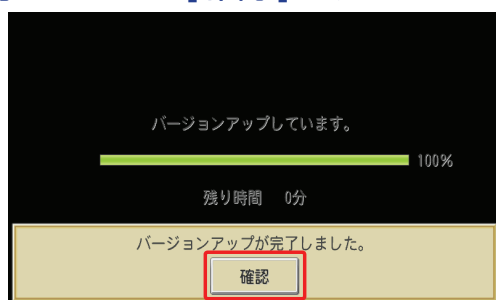 バージョンアップしています。
100%
残り時間 0分
バージョンアップが完了しました。
確認